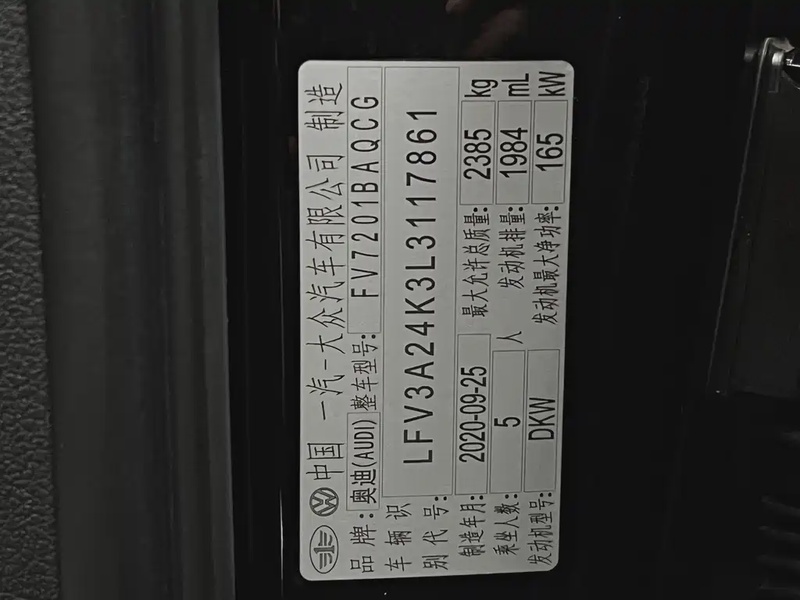 中国 一汽-大众汽车有限公司 制造
品牌:奥迪(AUDI) 整车型号: FV7201BAQCG
车辆识别代号: LFV3A24K3L3117861
制造年月: 2020-09-25 最大允许总质量: 2385 kg
乘坐人数: 5 人 发动机排量: 1984 mL
发动机型号: DKW 发动机最大净功率: 165 kW